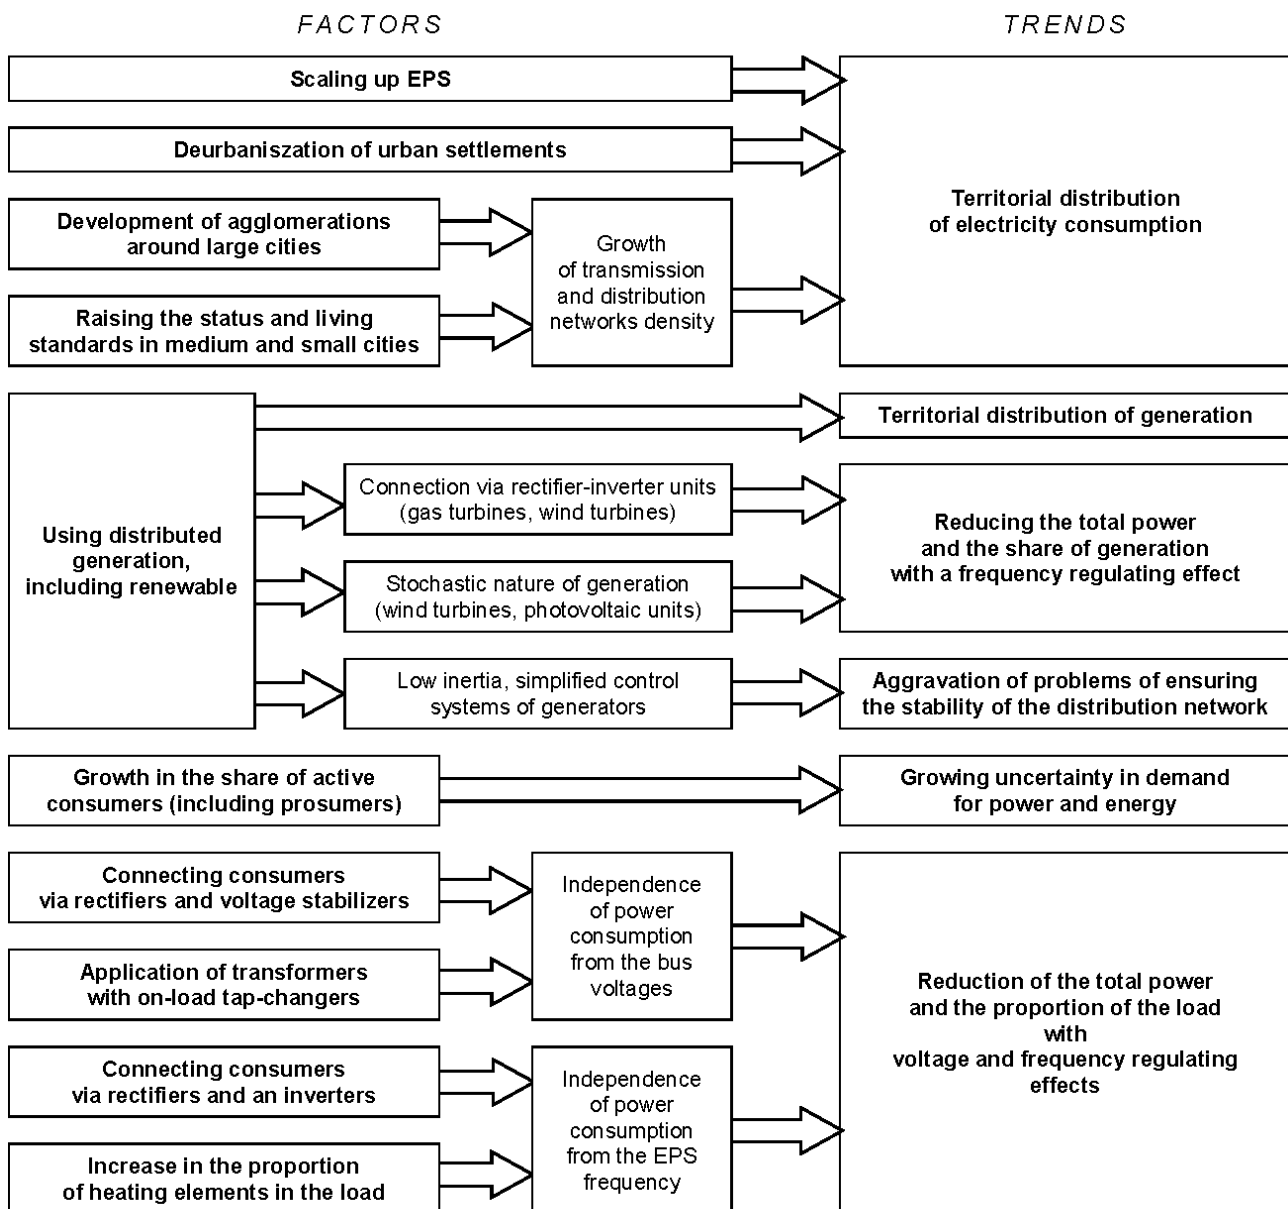 FACTORS
TRENDS
Scaling up EPS
Deurbaniszation of urban settlements
Development of agglomerations
around large cities
Raising the status and living
standards in medium and small cities
Growth
of transmission
and distribution
networks density
Territorial distribution
of electricity consumption
Using distributed
generation,
including renewable
Territorial distribution of generation
Connection via rectifier-inverter units
(gas turbines, wind turbines)
Stochastic nature of generation
(wind turbines, photovoltaic units)
Reducing the total power
and the share of generation
with a frequency regulating effect
Low inertia, simplified control
systems of generators
Aggravation of problems of ensuring
the stability of the distribution network
Growth in the share of active
consumers (including prosumers)
Growing uncertainty in demand
for power and energy
Connecting consumers
via rectifiers and voltage stabilizers
Application of transformers
with on-load tap-changers
Independence
of power
consumption
from the bus
voltages
Connecting consumers
via rectifiers and an inverters
Increase in the proportion
of heating elements in the load
Independence
of power
consumption
from the EPS
frequency
Reduction of the total power
and the proportion of the load
with
voltage and frequency regulating
effects